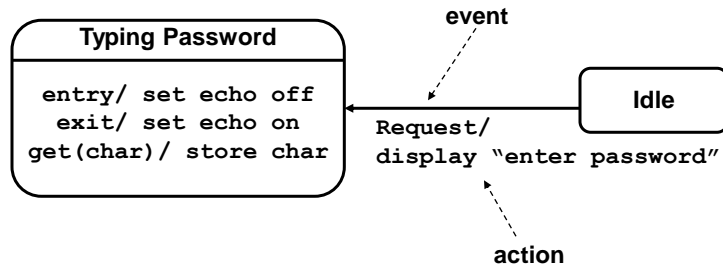 event
Typing Password
entry/ set echo off
exit/ set echo on
get(char)/ store char
Idle
Request/
display “enter password”
action